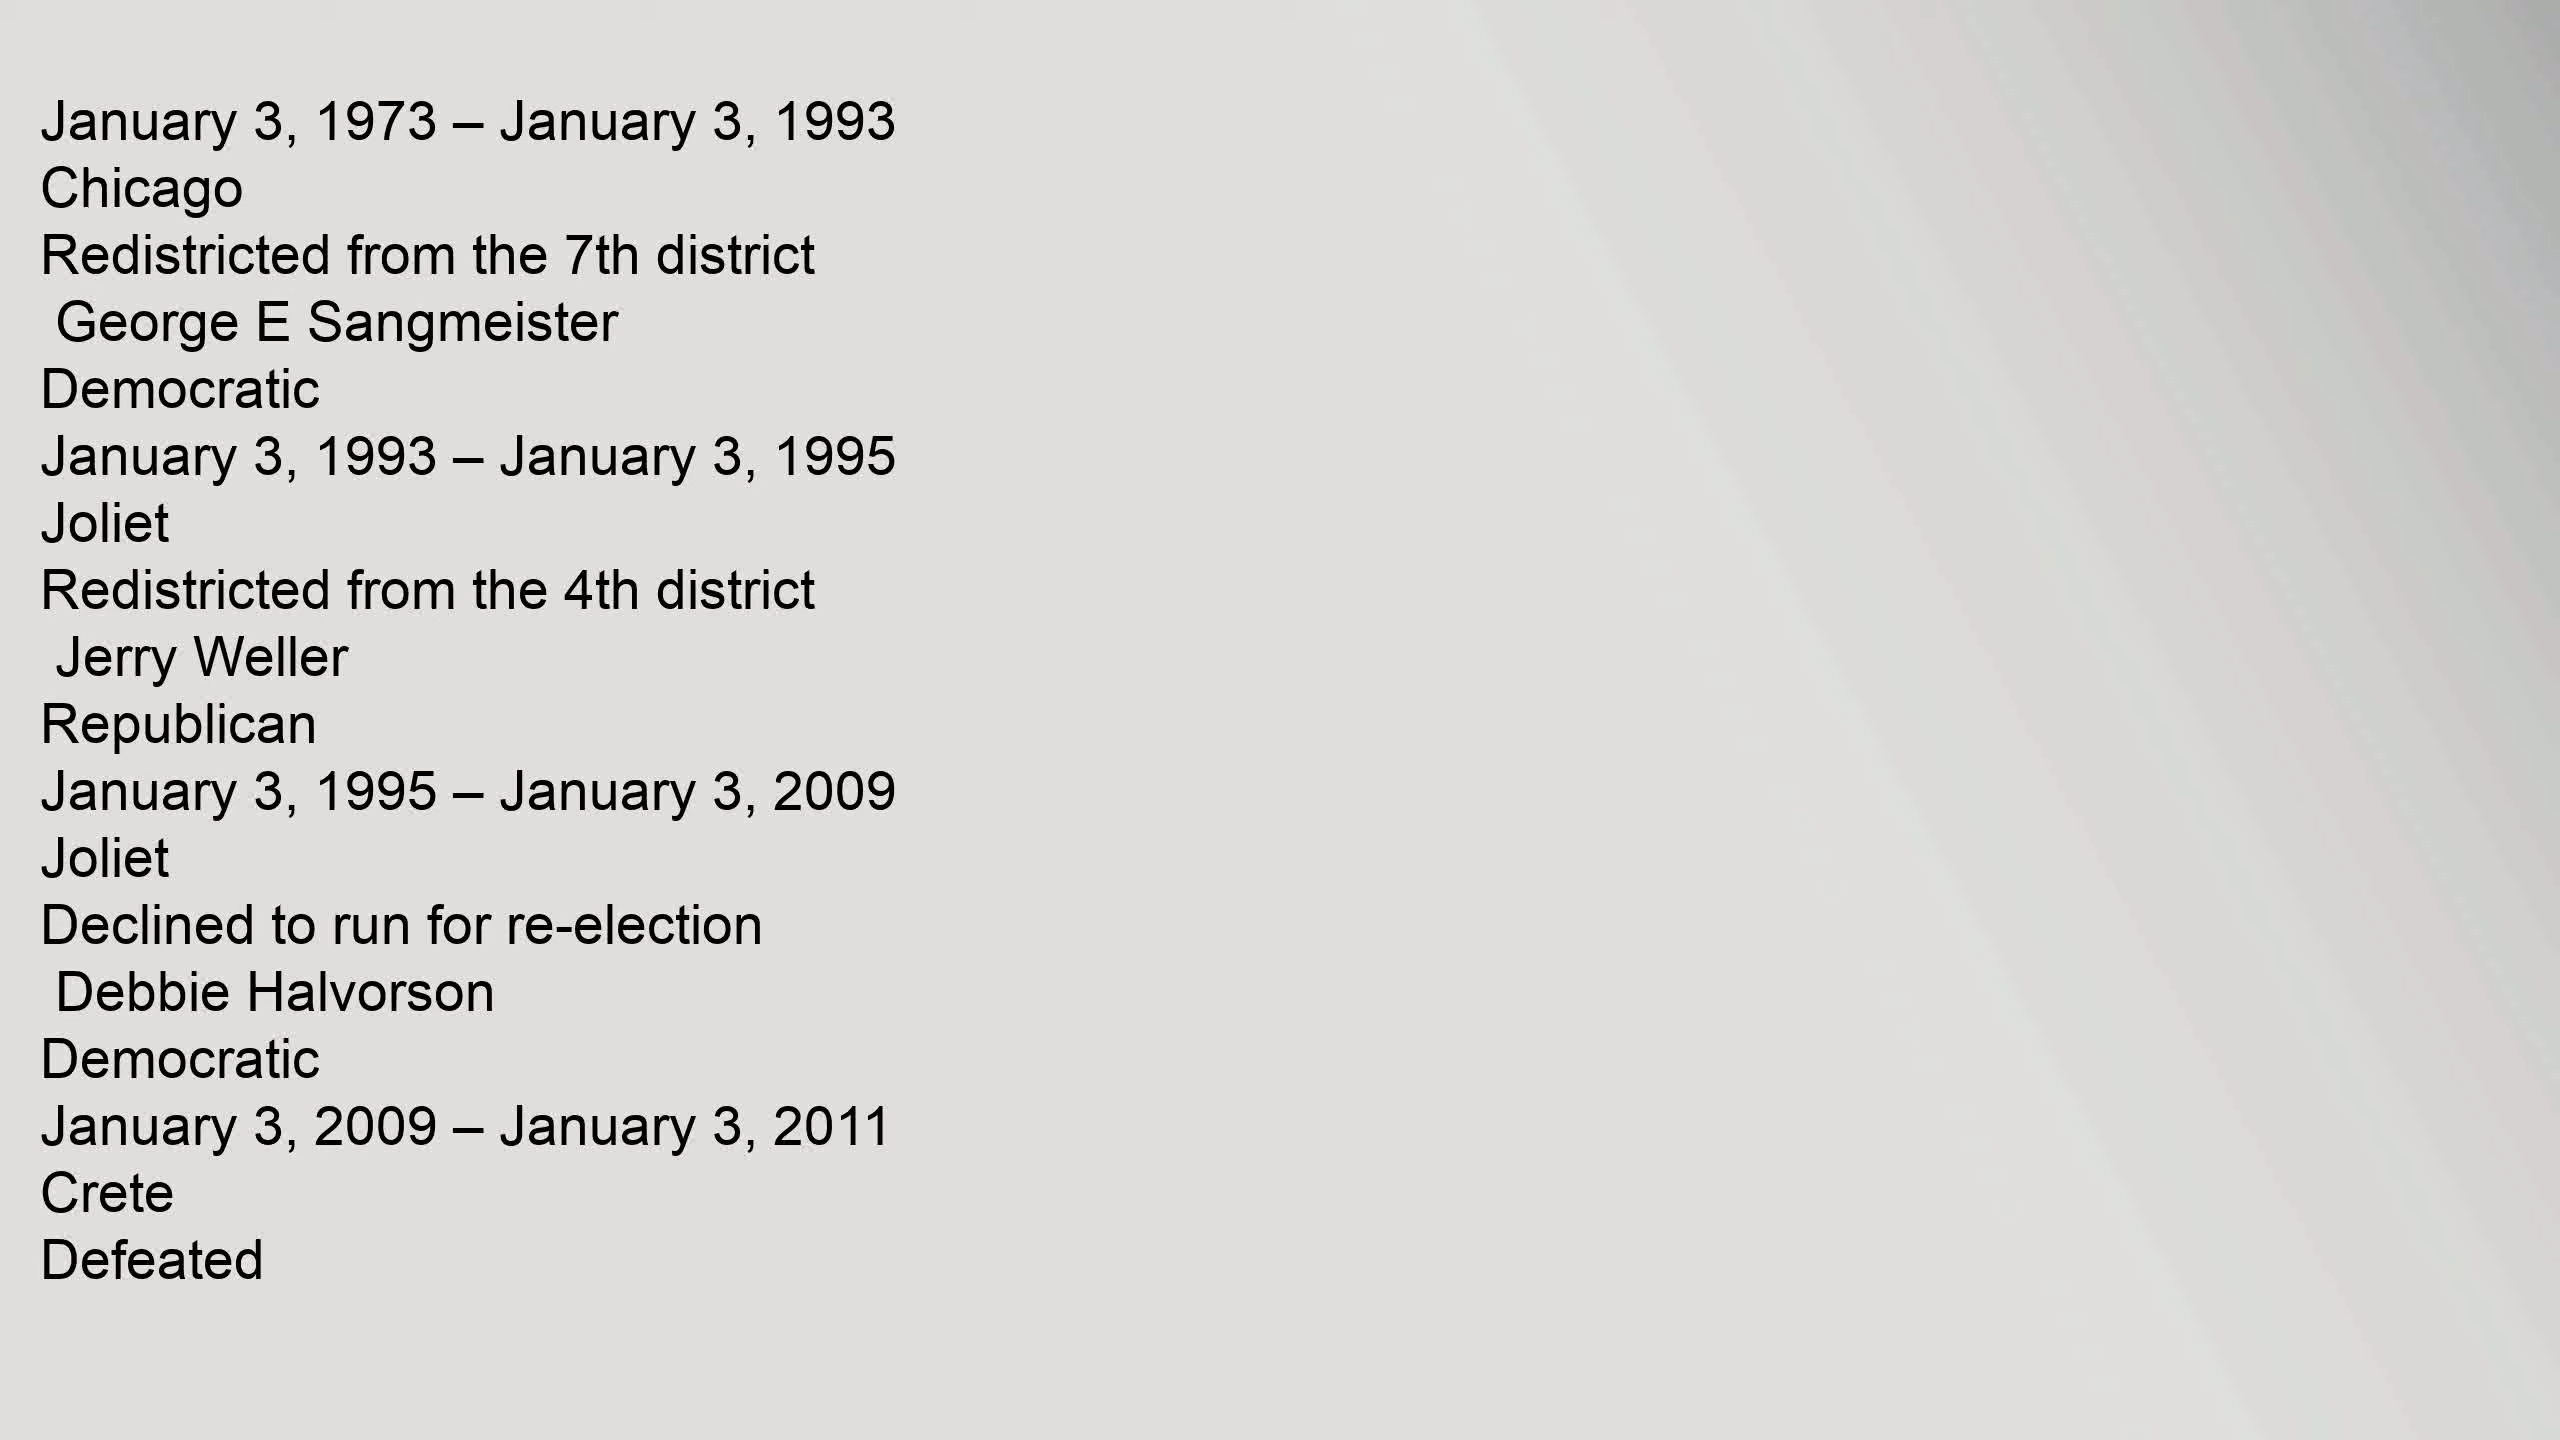 January 3, 1973 – January 3, 1993
Chicago
Redistricted from the 7th district
George E Sangmeister
Democratic
January 3, 1993 – January 3, 1995
Joliet
Redistricted from the 4th district
Jerry Weller
Republican
January 3, 1995 – January 3, 2009
Joliet
Declined to run for re-election
Debbie Halvorson
Democratic
January 3, 2009 – January 3, 2011
Crete
Defeated